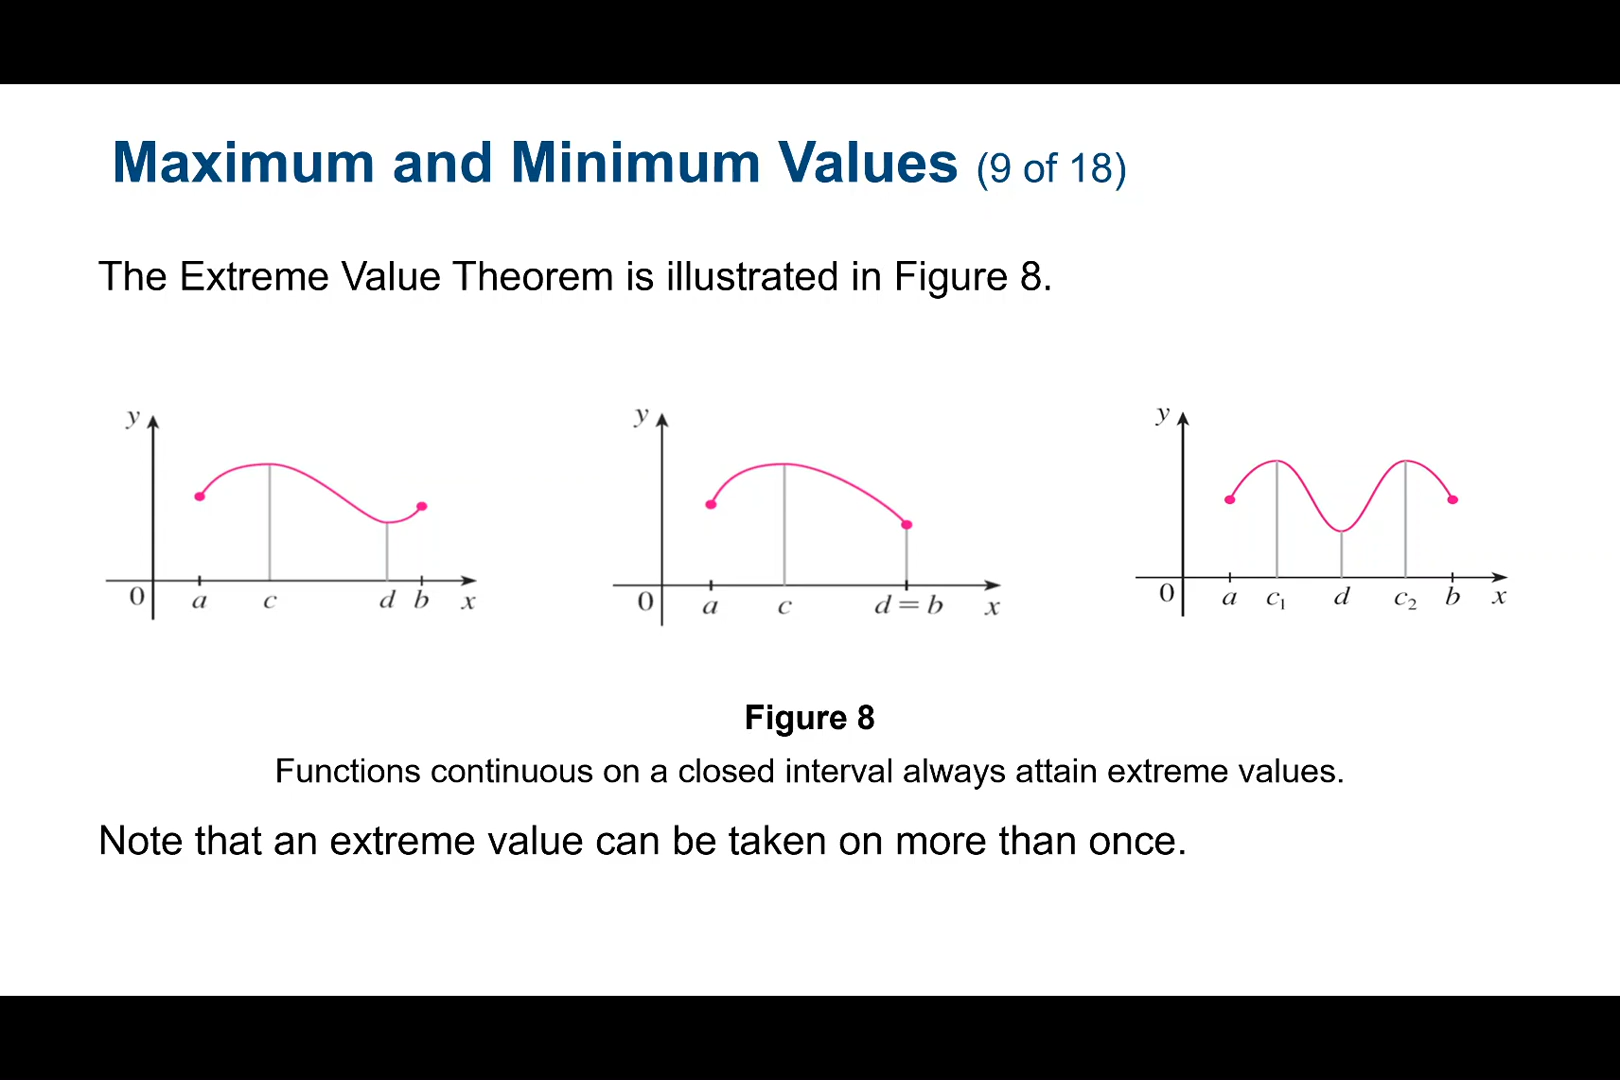 Maximum and Minimum Values (9 of 18)
The Extreme Value Theorem is illustrated in Figure 8.
y
0 a c d b x
y
0 a c d = b x
y
0 a c₁ d c₂ b x
Figure 8
Functions continuous on a closed interval always attain extreme values.
Note that an extreme value can be taken on more than once.